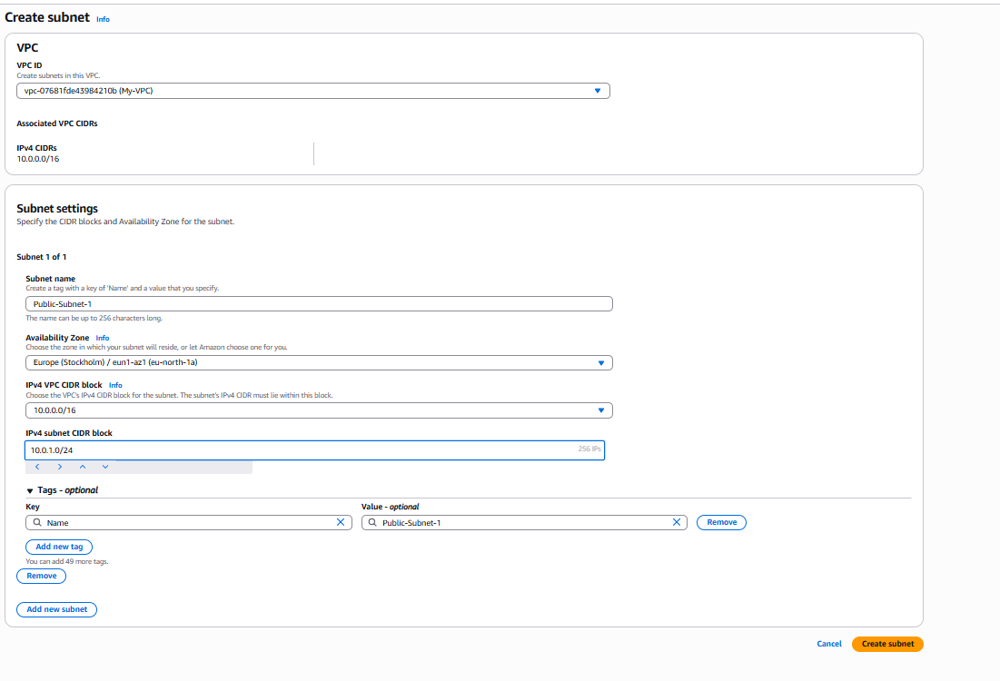 Create subnet Info
VPC
VPC ID
Create subnets in this VPC.
vpc-07681fde43984210b (My-VPC)
Associated VPC CIDRs
IPv4 CIDRs
10.0.0.0/16
Subnet settings
Specify the CIDR blocks and Availability Zone for the subnet.
Subnet 1 of 1
Subnet name
Create a tag with a key of 'Name' and a value that you specify.
Public-Subnet-1
The name can be up to 256 characters long.
Availability Zone Info
Choose the zone in which your subnet will reside, or let Amazon choose one for you.
Europe (Stockholm) / eun1-az1 (eu-north-1a)
IPv4 VPC CIDR block Info
Choose the VPC's IPv4 CIDR block for the subnet. The subnet's IPv4 CIDR must lie within this block.
10.0.0.0/16
IPv4 subnet CIDR block
10.0.1.0/24 256 IPs
Tags - optional
Key Value - optional
Name Public-Subnet-1 Remove
Add new tag
You can add 49 more tags.
Remove
Add new subnet
Cancel Create subnet